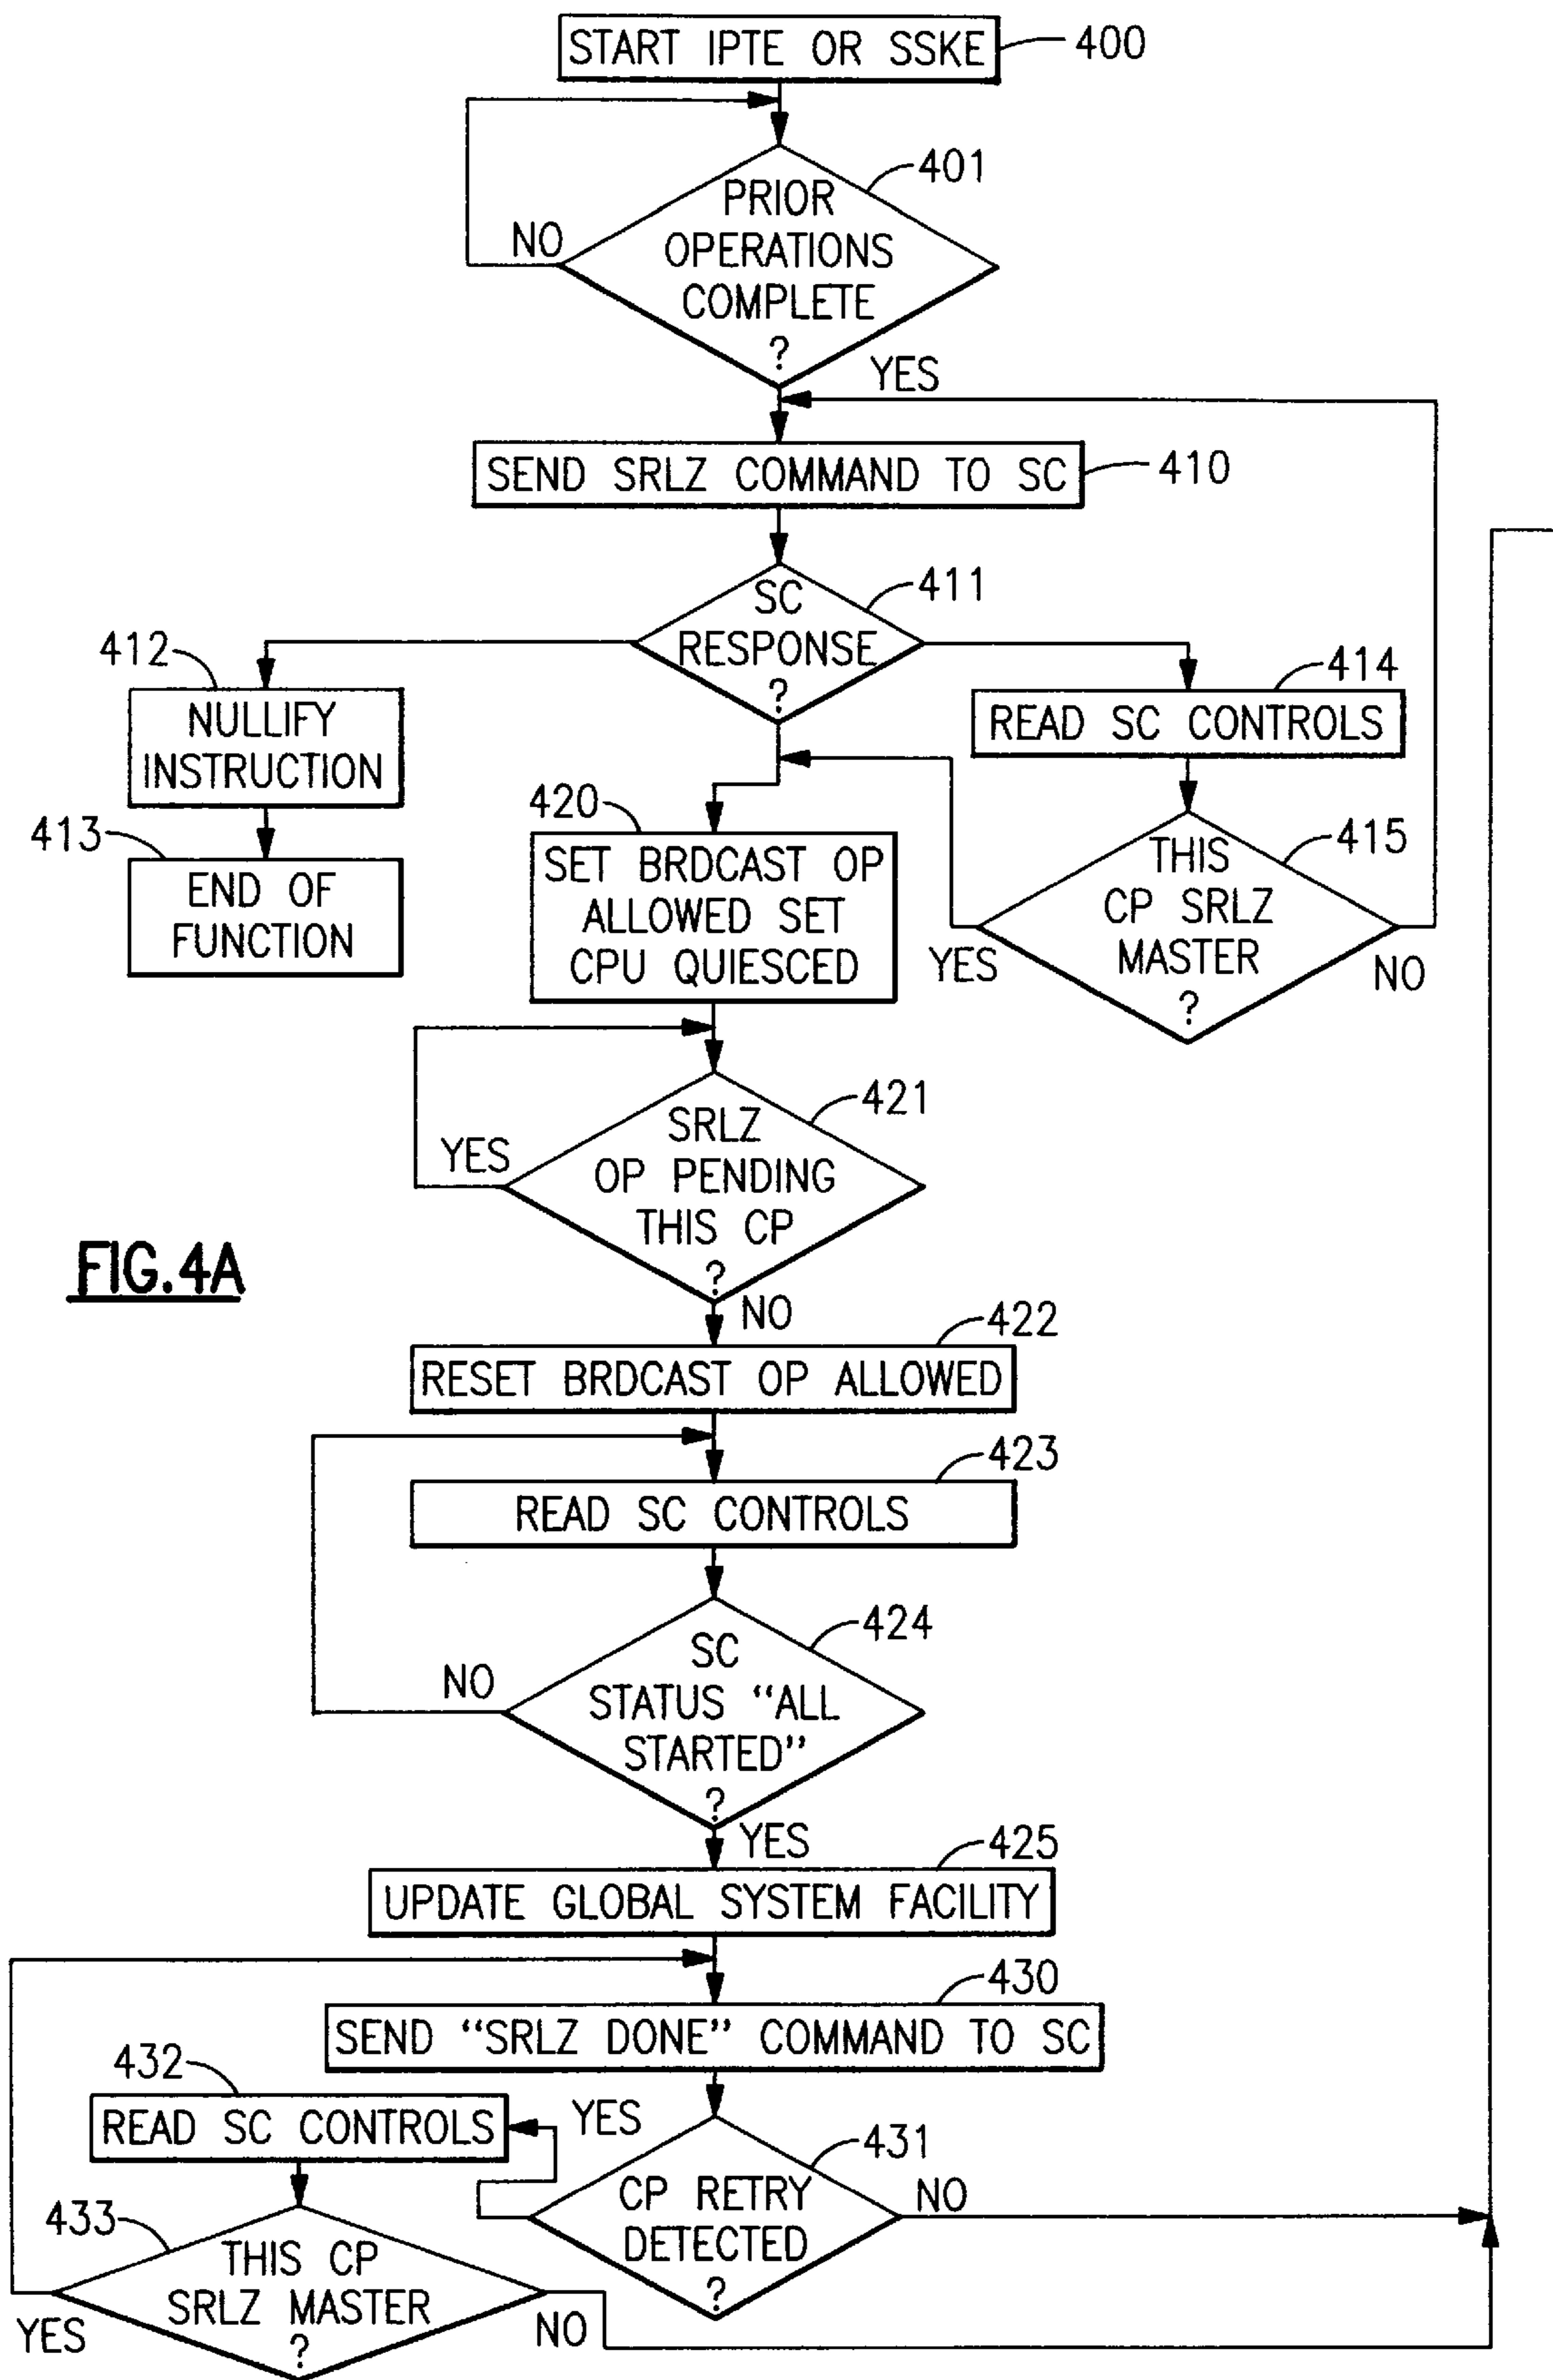 START IPTE OR SSKE
400
401
PRIOR
OPERATIONS
COMPLETE
?
NO
YES
SEND SRLZ COMMAND TO SC
410
411
SC
RESPONSE
?
412
NULLIFY
INSTRUCTION
413
END OF
FUNCTION
414
READ SC CONTROLS
415
THIS
CP SRLZ
MASTER
?
YES
NO
420
SET BRDCAST OP
ALLOWED SET
CPU QUIESCED
421
SRLZ
OP PENDING
THIS CP
?
YES
NO
FIG.4A
422
RESET BRDCAST OP ALLOWED
423
READ SC CONTROLS
424
SC
STATUS “ALL
STARTED”
?
NO
YES
425
UPDATE GLOBAL SYSTEM FACILITY
430
SEND “SRLZ DONE” COMMAND TO SC
431
CP RETRY
DETECTED
?
YES
NO
432
READ SC CONTROLS
433
THIS CP
SRLZ MASTER
?
YES
NO